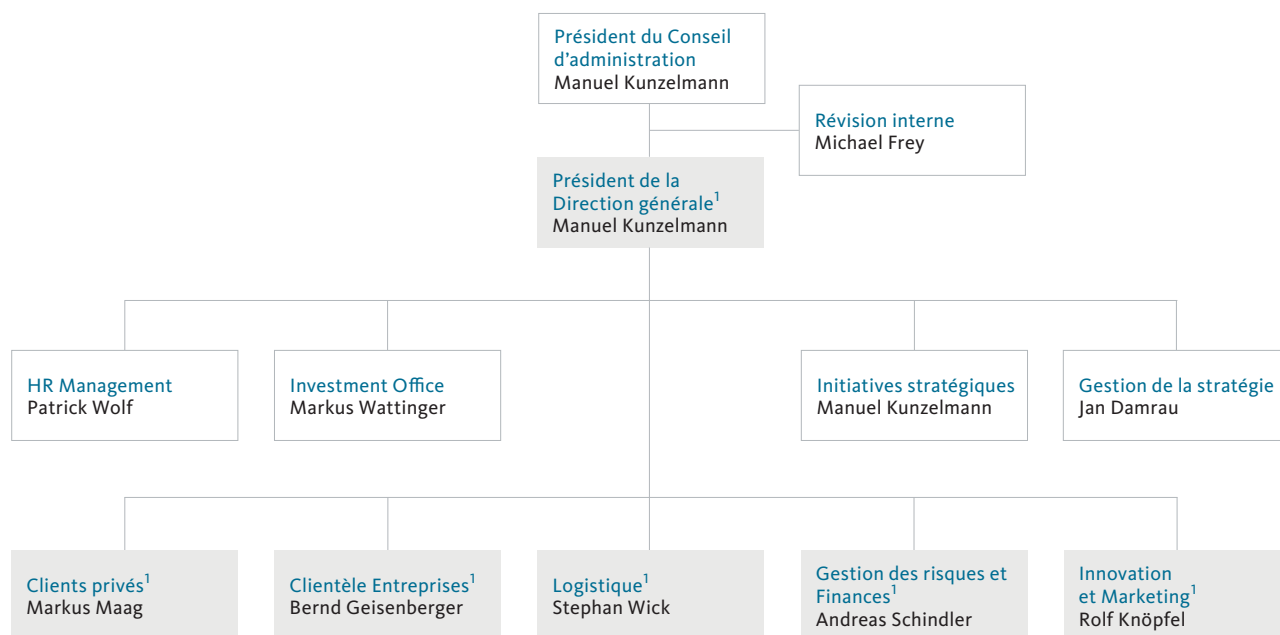 Président du Conseil
d’administration
Manuel Kunzelmann
Révision interne
Michael Frey
Président de la
Direction générale¹
Manuel Kunzelmann
HR Management
Patrick Wolf
Investment Office
Markus Wattinger
Initiatives stratégiques
Manuel Kunzelmann
Gestion de la stratégie
Jan Damrau
Clients privés¹
Markus Maag
Clientèle Entreprises¹
Bernd Geisenberger
Logistique¹
Stephan Wick
Gestion des risques et
Finances¹
Andreas Schindler
Innovation
et Marketing¹
Rolf Knöpfel